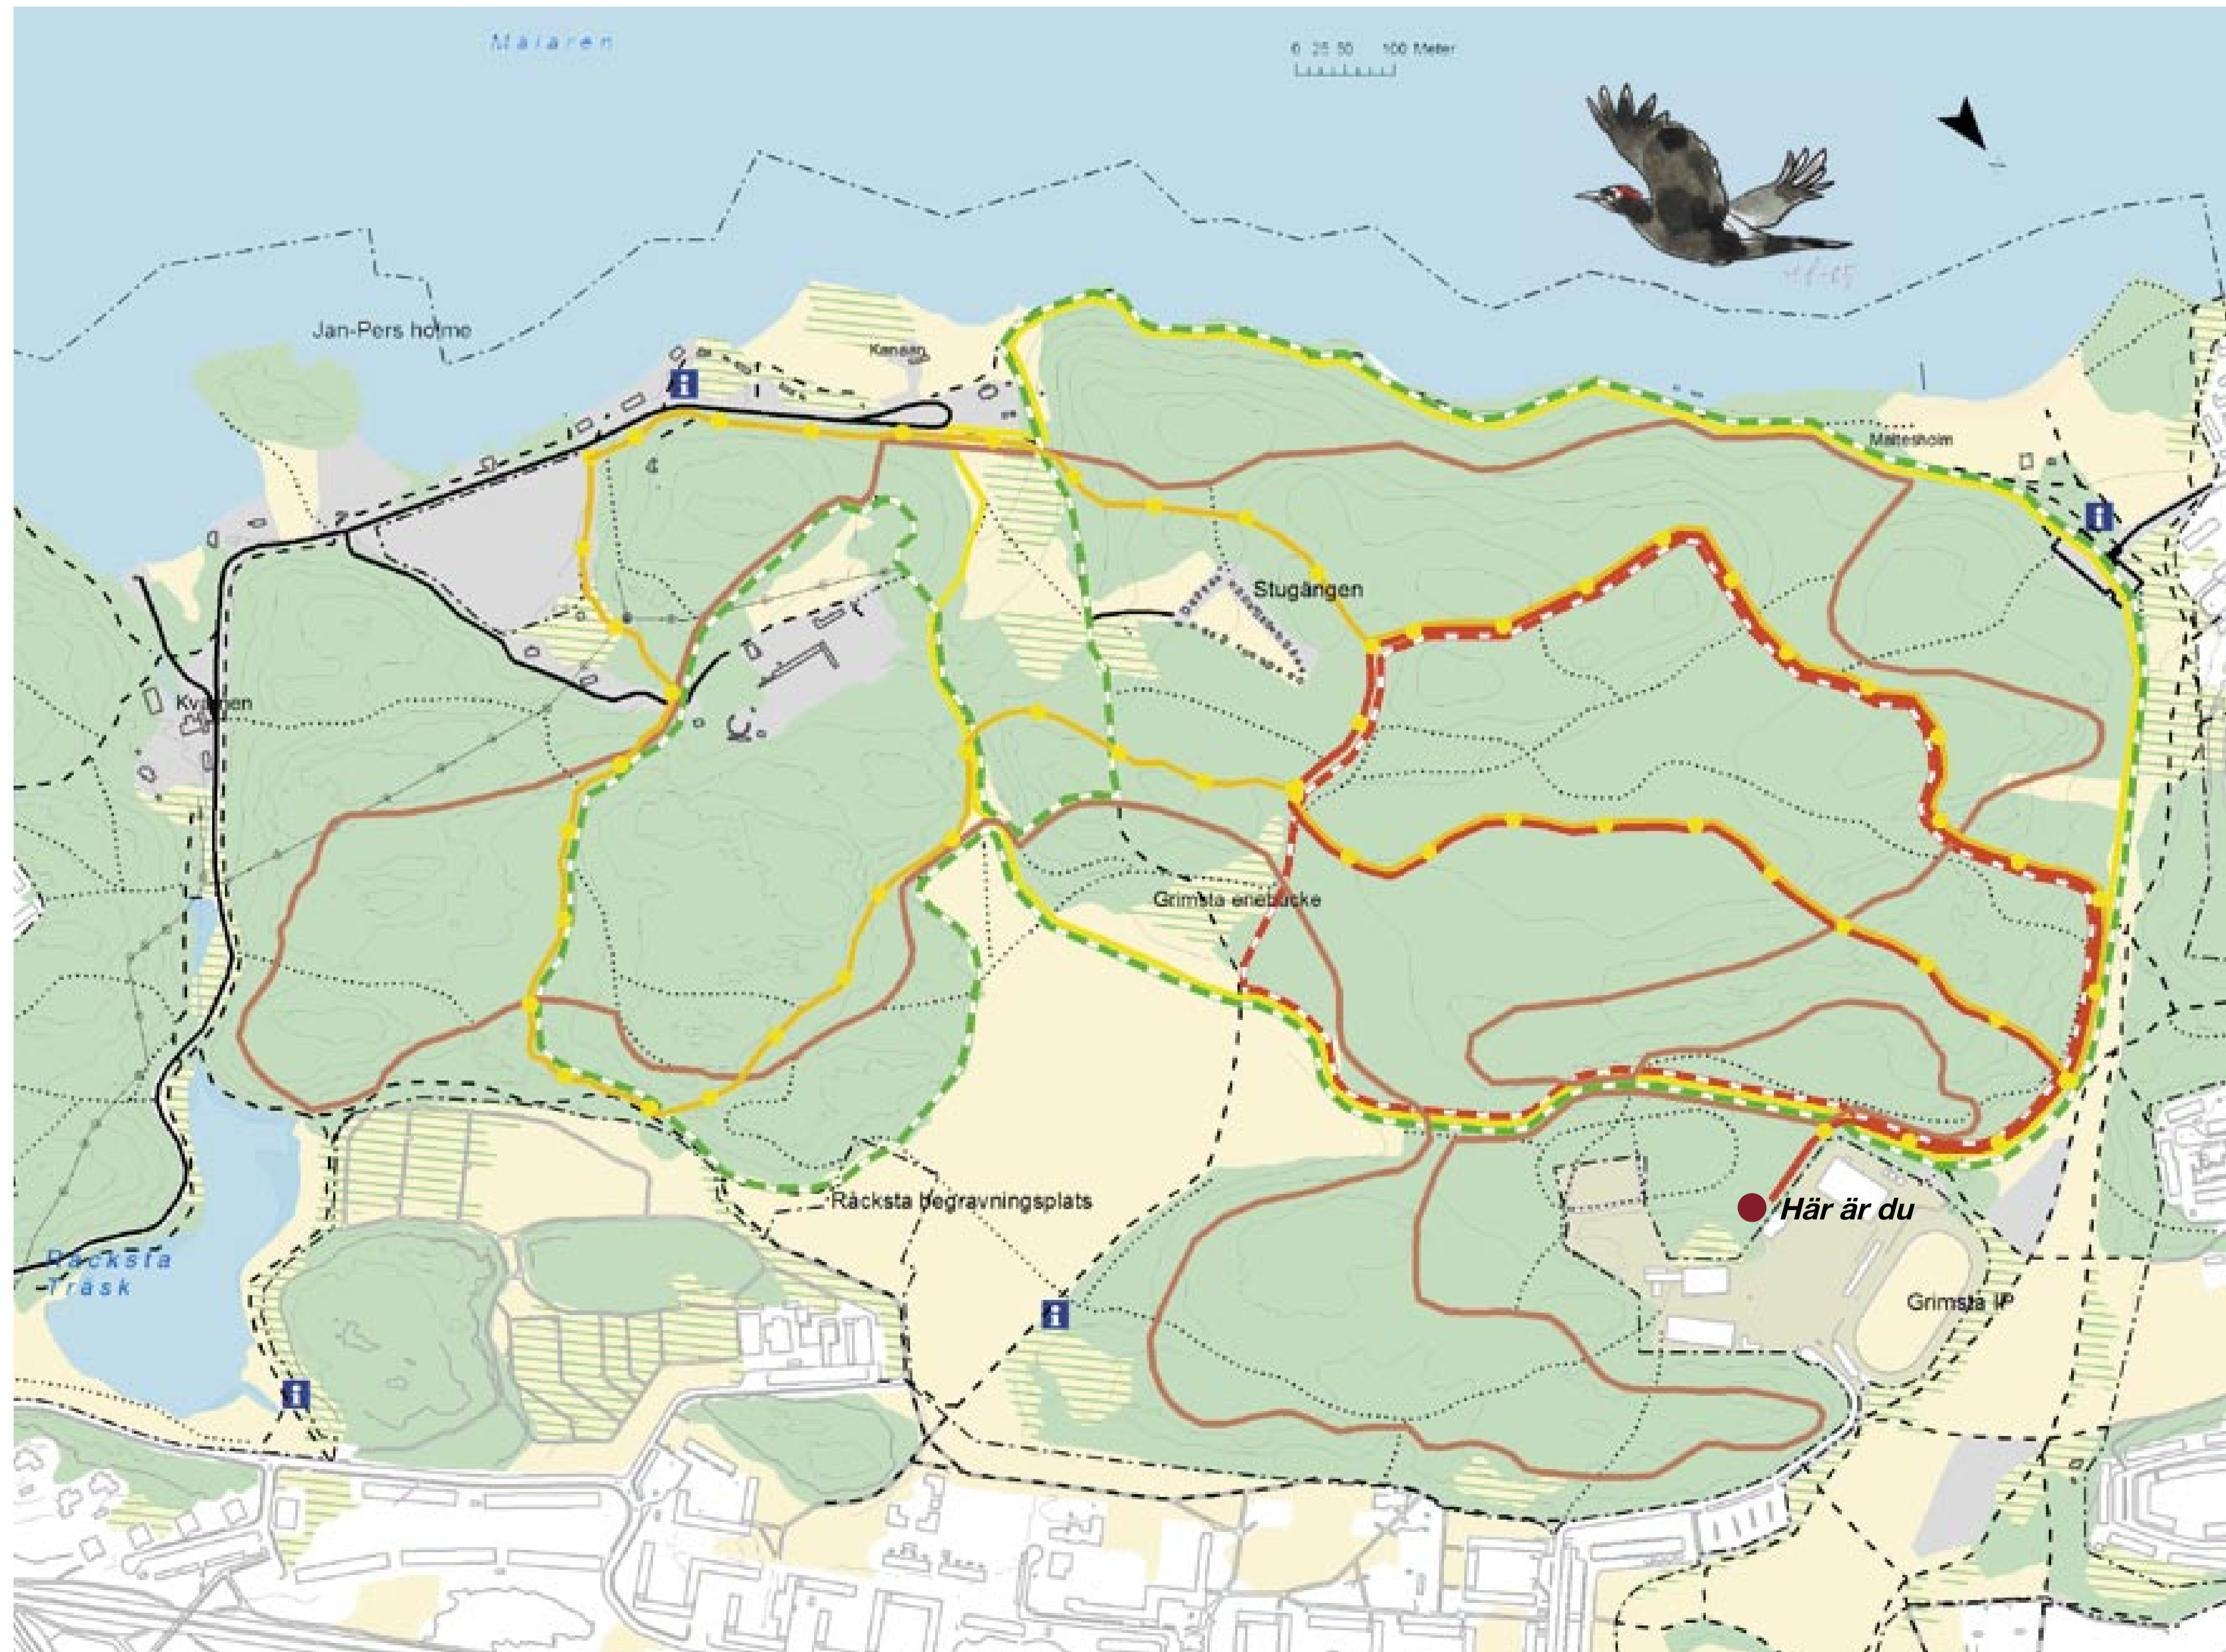 Mälaren
0 25 50 100 Meter
Jan-Pers holme
Kanaan
Maltesholm
Stugängen
Kvarnen
Grimsta enebacke
Råcksta begravningsplats
Här är du
Råcksta
Träsk
Grimsta IP
i
i
i
i